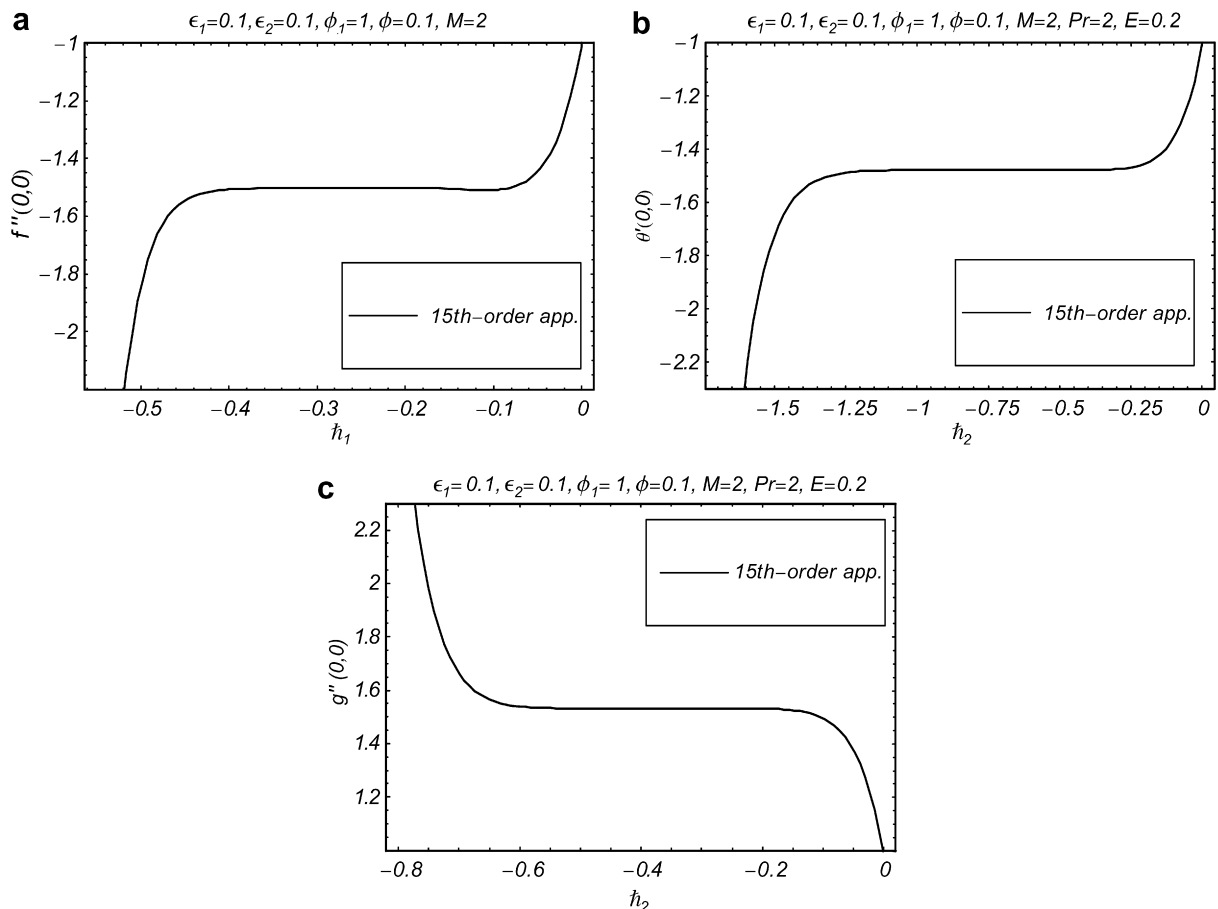 a
ϵ₁=0.1, ϵ₂=0.1, ϕ₁=1, ϕ=0.1, M=2
−1
−1.2
−1.4
−1.6
−1.8
−2
f''(0,0)
15th−order app.
−0.5 −0.4 −0.3 −0.2 −0.1 0
ℏ₁
b
ϵ₁=0.1, ϵ₂=0.1, ϕ₁=1, ϕ=0.1, M=2, Pr=2, E=0.2
−1
−1.2
−1.4
−1.6
−1.8
−2
−2.2
θ'(0,0)
15th−order app.
−1.5 −1.25 −1 −0.75 −0.5 −0.25 0
ℏ₂
c
ϵ₁=0.1, ϵ₂=0.1, ϕ₁=1, ϕ=0.1, M=2, Pr=2, E=0.2
2.2
2
1.8
1.6
1.4
1.2
g''(0,0)
15th−order app.
−0.8 −0.6 −0.4 −0.2 0
ℏ₂